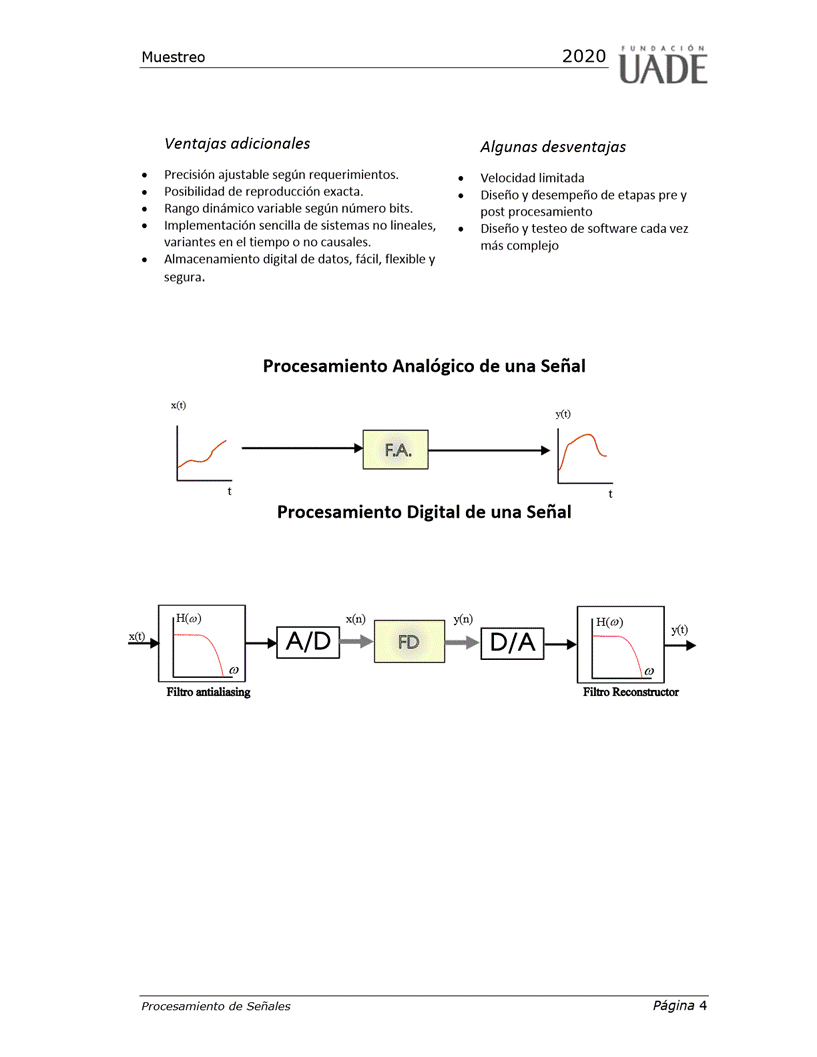 Muestreo
2020
FUNDACIÓN
UADE
Ventajas adicionales
• Precisión ajustable según requerimientos.
• Posibilidad de reproducción exacta.
• Rango dinámico variable según número bits.
• Implementación sencilla de sistemas no lineales,
variantes en el tiempo o no causales.
• Almacenamiento digital de datos, fácil, flexible y
segura.
Algunas desventajas
• Velocidad limitada
• Diseño y desempeño de etapas pre y
post procesamiento
• Diseño y testeo de software cada vez
más complejo
Procesamiento Analógico de una Señal
x(t)
t
F.A.
y(t)
t
Procesamiento Digital de una Señal
x(t)
H(ω)
ω
Filtro antialiasing
A/D
x(n)
FD
y(n)
D/A
H(ω)
ω
Filtro Reconstructor
y(t)
Procesamiento de Señales
Página 4